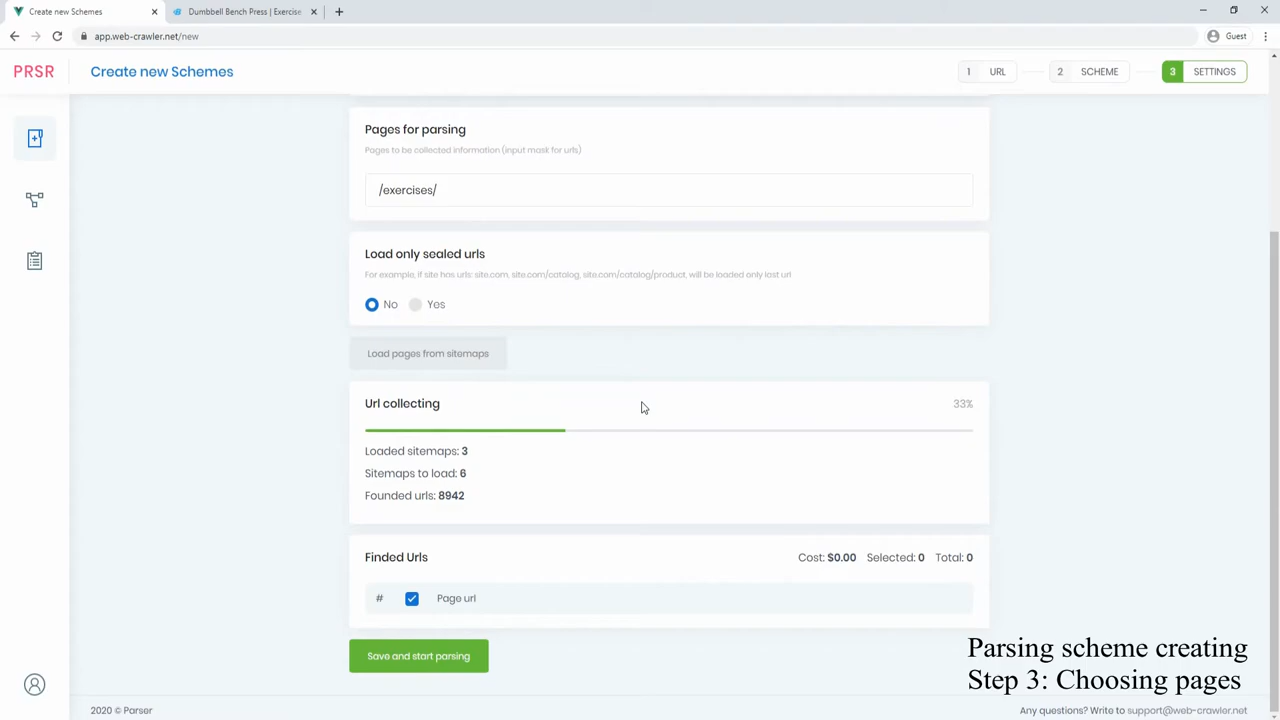 Create new Schemes
Dumbbell Bench Press | Exercise
app.web-crawler.net/new
Guest
PRSR
Create new Schemes
1 URL
2 SCHEME
3 SETTINGS
Pages for parsing
Pages to be collected information (input mask for urls)
/exercises/
Load only sealed urls
For example, if site has urls: site.com, site.com/catalog, site.com/catalog/product, will be loaded only last url
No Yes
Load pages from sitemaps
Url collecting 33%
Loaded sitemaps: 3
Sitemaps to load: 6
Founded urls: 8942
Finded Urls Cost: $0.00 Selected: 0 Total: 0
# Page url
Save and start parsing
Parsing scheme creating
Step 3: Choosing pages
2020 © Parser
Any questions? Write to support@web-crawler.net